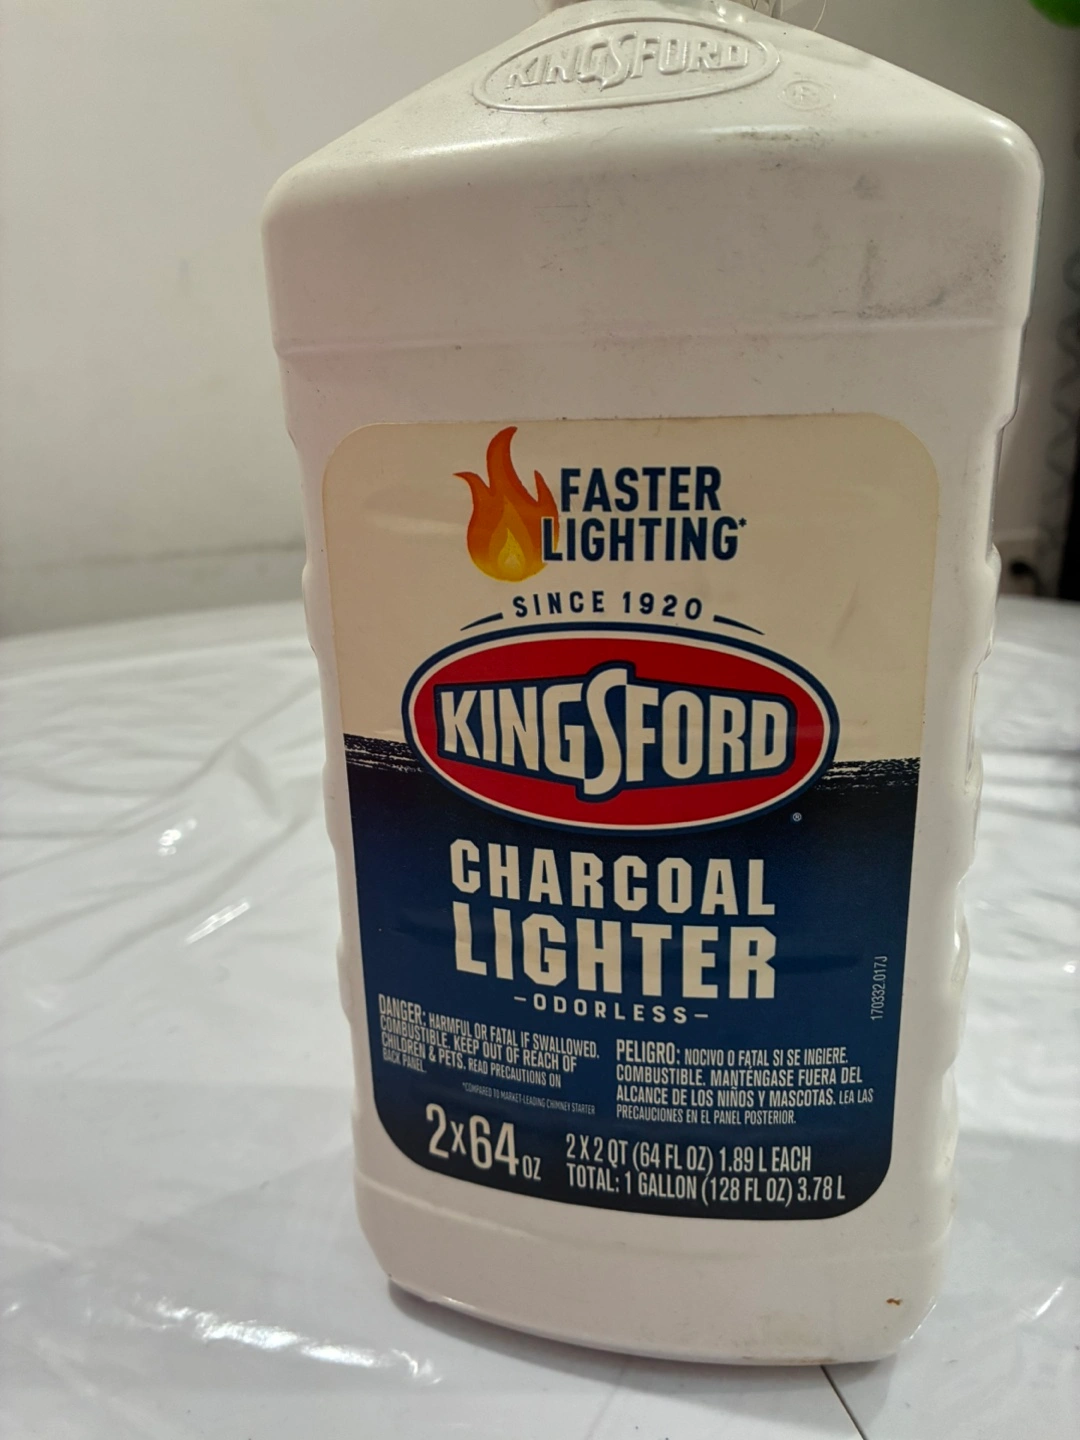 KINGSFORD
®
FASTER
LIGHTING*
SINCE 1920
KINGSFORD
®
CHARCOAL
LIGHTER
-ODORLESS-
170332.017J
DANGER: HARMFUL OR FATAL IF SWALLOWED.
COMBUSTIBLE. KEEP OUT OF REACH OF
CHILDREN & PETS. READ PRECAUTIONS ON
BACK PANEL.
*COMPARED TO MARKET-LEADING CHIMNEY STARTER
PELIGRO: NOCIVO O FATAL SI SE INGIERE.
COMBUSTIBLE. MANTÉNGASE FUERA DEL
ALCANCE DE LOS NIÑOS Y MASCOTAS. LEA LAS
PRECAUCIONES EN EL PANEL POSTERIOR.
2x64 OZ
2 X 2 QT (64 FL OZ) 1.89 L EACH
TOTAL: 1 GALLON (128 FL OZ) 3.78 L